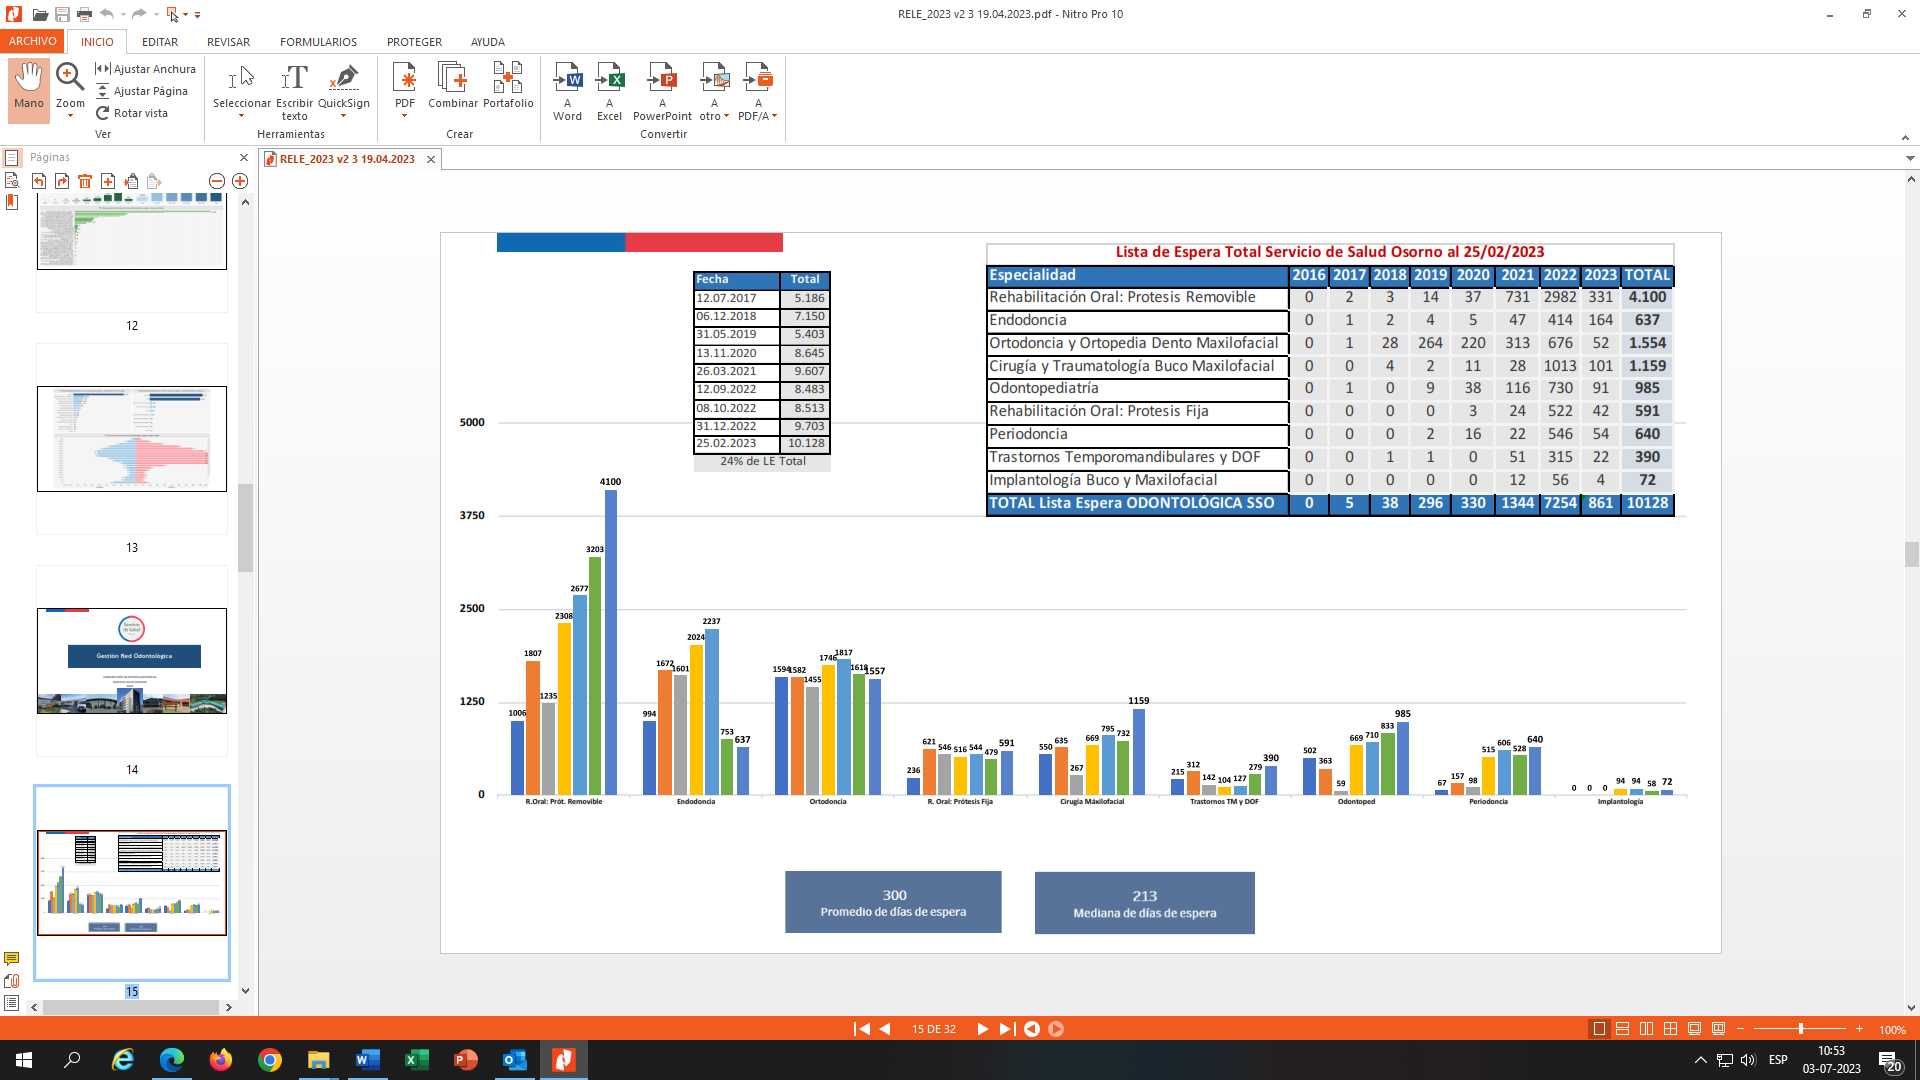 RELE_2023 v2 3 19.04.2023.pdf - Nitro Pro 10
ARCHIVO INICIO EDITAR REVISAR FORMULARIOS PROTEGER AYUDA
Mano
Zoom
Ajustar Anchura
Ajustar Página
Rotar vista
Ver
Seleccionar
Escribir texto
QuickSign
Herramientas
PDF
Combinar
Portafolio
Crear
A Word
A Excel
A PowerPoint
A otro
A PDF/A
Convertir
Páginas
RELE_2023 v2 3 19.04.2023
12
13
Gestión Red Odontológica
14
15
Fecha Total
12.07.2017 5.186
06.12.2018 7.150
31.05.2019 5.403
13.11.2020 8.645
26.03.2021 9.607
12.09.2022 8.483
08.10.2022 8.513
31.12.2022 9.703
25.02.2023 10.128
24% de LE Total
Lista de Espera Total Servicio de Salud Osorno al 25/02/2023
Especialidad 2016 2017 2018 2019 2020 2021 2022 2023 TOTAL
Rehabilitación Oral: Protesis Removible 0 2 3 14 37 731 2982 331 4.100
Endodoncia 0 1 2 4 5 47 414 164 637
Ortodoncia y Ortopedia Dento Maxilofacial 0 1 28 264 220 313 676 52 1.554
Cirugía y Traumatología Buco Maxilofacial 0 0 4 2 11 28 1013 101 1.159
Odontopediatría 0 1 0 9 38 116 730 91 985
Rehabilitación Oral: Protesis Fija 0 0 0 0 3 24 522 42 591
Periodoncia 0 0 0 2 16 22 546 54 640
Trastornos Temporomandibulares y DOF 0 0 1 1 0 51 315 22 390
Implantología Buco y Maxilofacial 0 0 0 0 0 12 56 4 72
TOTAL Lista Espera ODONTOLÓGICA SSO 0 5 38 296 330 1344 7254 861 10128
5000
3750
2500
1250
0
1006 1807 1235 2308 2677 3203 4100
994 1672 1601 2024 2237 753 637
1594 1582 1455 1746 1817 1618 1557
236 621 546 516 544 479 591
550 635 267 669 795 732 1159
215 312 142 104 127 279 390
502 363 59 669 710 833 985
67 157 98 515 606 528 640
0 0 0 94 94 58 72
R.Oral: Prót. Removible Endodoncia Ortodoncia R. Oral: Prótesis Fija Cirugía Máxilofacial Trastornos TM y DOF Odontoped Periodoncia Implantología
300
Promedio de días de espera
213
Mediana de días de espera
15 DE 32
100%
ESP
10:53
03-07-2023
20